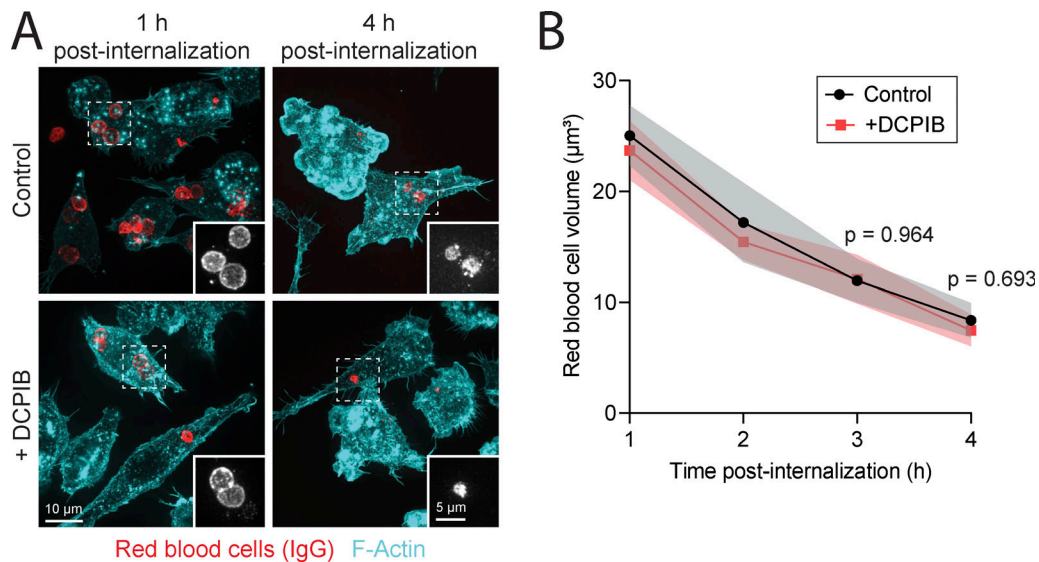 A
1 h
post-internalization
4 h
post-internalization
Control
+ DCPIB
10 µm
5 µm
Red blood cells (IgG) F-Actin
B
Red blood cell volume (µm³)
30
20
10
0
Control
+DCPIB
p = 0.964
p = 0.693
1 2 3 4
Time post-internalization (h)